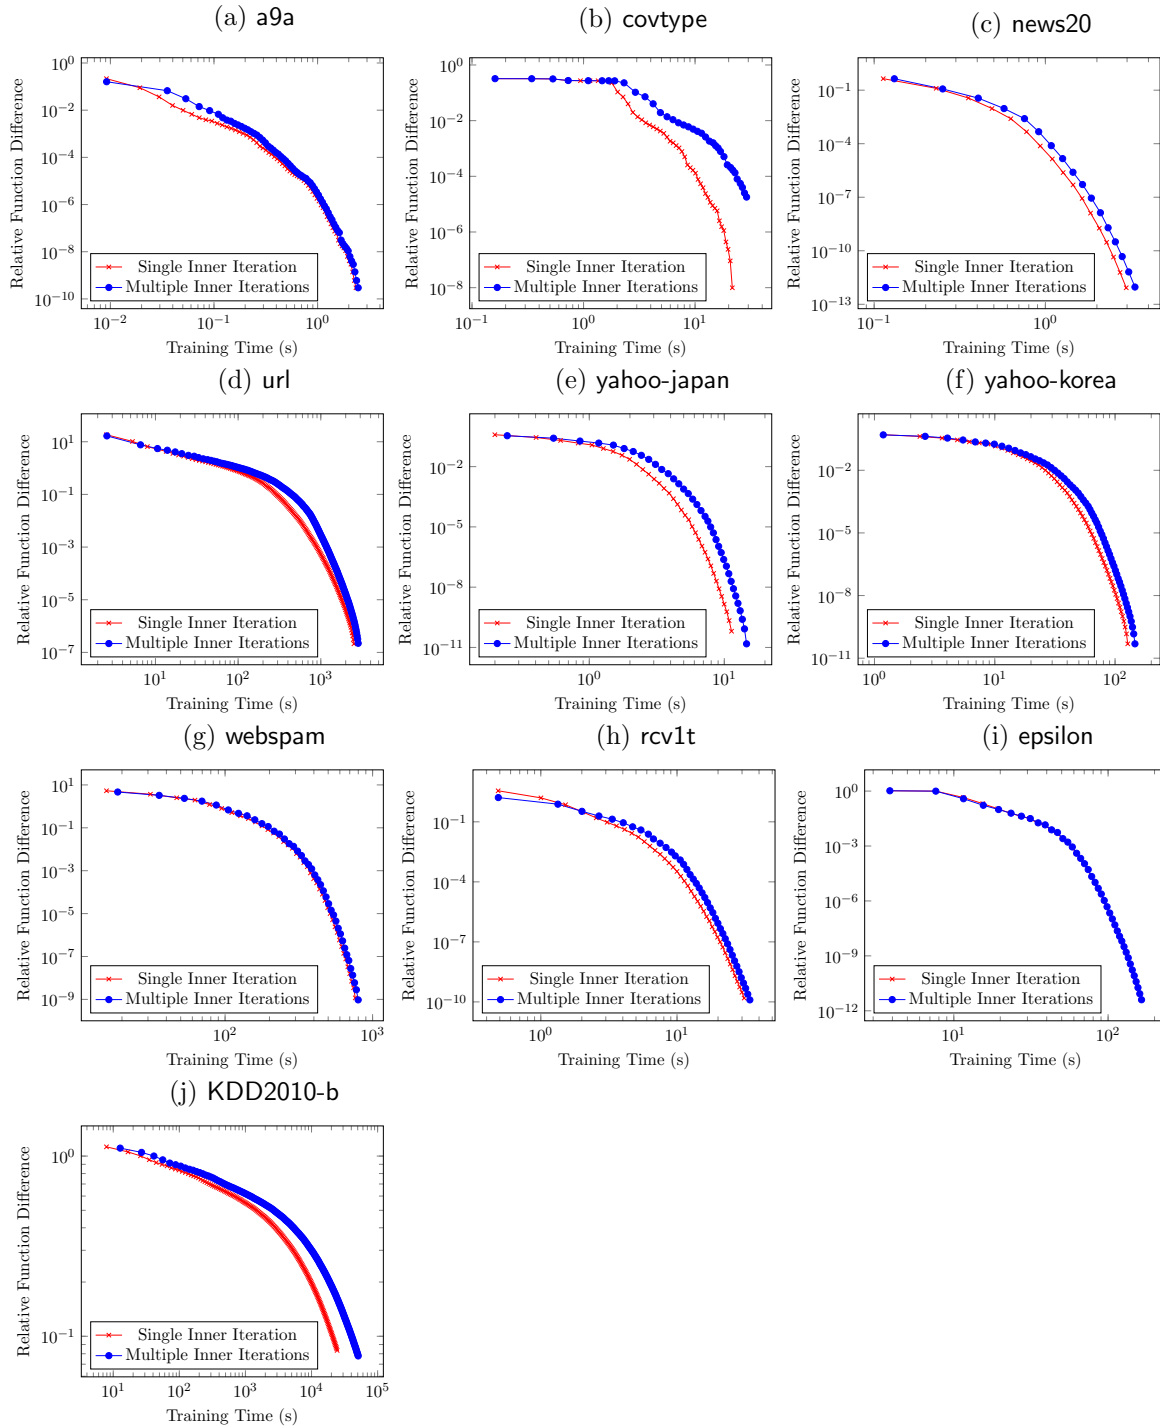 (a) a9a
10^0
10^−2
10^−4
10^−6
10^−8
10^−10
Relative Function Difference
Single Inner Iteration
Multiple Inner Iterations
10^−2 10^−1 10^0
Training Time (s)
(b) covtype
10^0
10^−2
10^−4
10^−6
10^−8
Relative Function Difference
Single Inner Iteration
Multiple Inner Iterations
10^−1 10^0 10^1
Training Time (s)
(c) news20
10^−1
10^−4
10^−7
10^−10
10^−13
Relative Function Difference
Single Inner Iteration
Multiple Inner Iterations
10^−1 10^0
Training Time (s)
(d) url
10^1
10^−1
10^−3
10^−5
10^−7
Relative Function Difference
Single Inner Iteration
Multiple Inner Iterations
10^1 10^2 10^3
Training Time (s)
(e) yahoo-japan
10^−2
10^−5
10^−8
10^−11
Relative Function Difference
Single Inner Iteration
Multiple Inner Iterations
10^0 10^1
Training Time (s)
(f) yahoo-korea
10^−2
10^−5
10^−8
10^−11
Relative Function Difference
Single Inner Iteration
Multiple Inner Iterations
10^0 10^1 10^2
Training Time (s)
(g) webspam
10^1
10^−1
10^−3
10^−5
10^−7
10^−9
Relative Function Difference
Single Inner Iteration
Multiple Inner Iterations
10^2 10^3
Training Time (s)
(h) rcv1t
10^−1
10^−4
10^−7
10^−10
Relative Function Difference
Single Inner Iteration
Multiple Inner Iterations
10^0 10^1
Training Time (s)
(i) epsilon
10^0
10^−3
10^−6
10^−9
10^−12
Relative Function Difference
Single Inner Iteration
Multiple Inner Iterations
10^1 10^2
Training Time (s)
(j) KDD2010-b
10^0
10^−1
Relative Function Difference
Single Inner Iteration
Multiple Inner Iterations
10^1 10^2 10^3 10^4 10^5
Training Time (s)